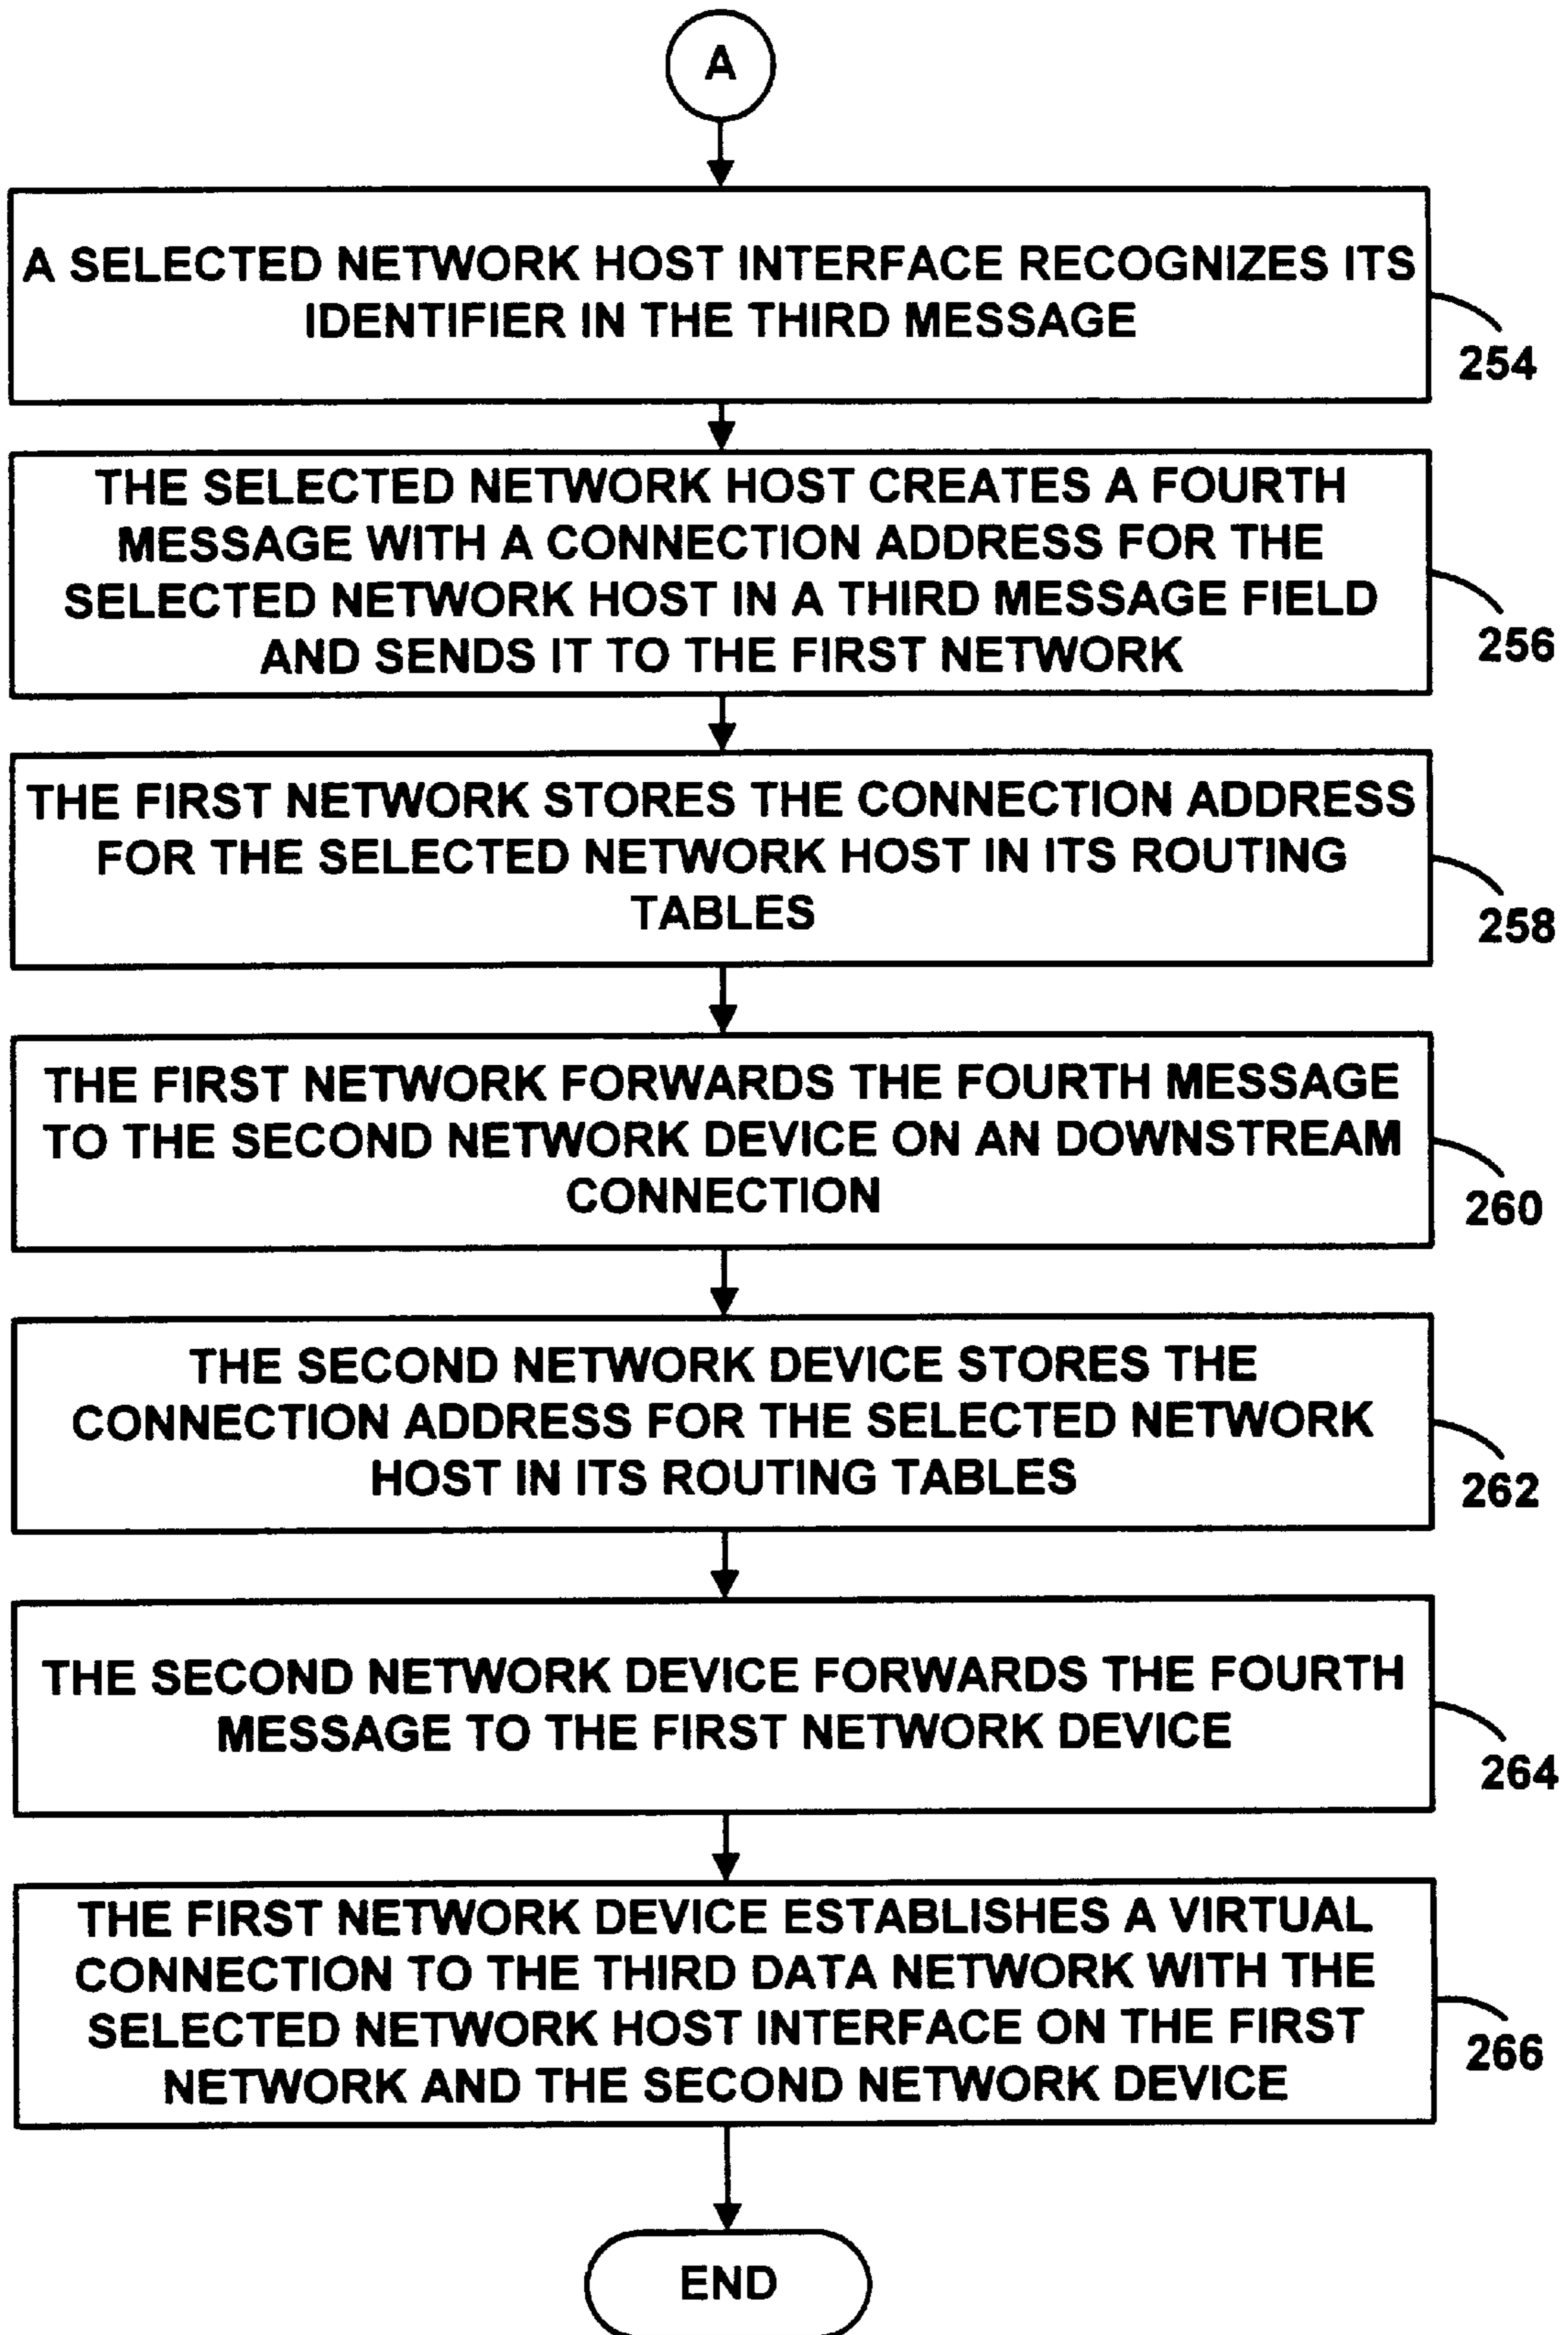 A
A SELECTED NETWORK HOST INTERFACE RECOGNIZES ITS
IDENTIFIER IN THE THIRD MESSAGE
254
THE SELECTED NETWORK HOST CREATES A FOURTH
MESSAGE WITH A CONNECTION ADDRESS FOR THE
SELECTED NETWORK HOST IN A THIRD MESSAGE FIELD
AND SENDS IT TO THE FIRST NETWORK
256
THE FIRST NETWORK STORES THE CONNECTION ADDRESS
FOR THE SELECTED NETWORK HOST IN ITS ROUTING
TABLES
258
THE FIRST NETWORK FORWARDS THE FOURTH MESSAGE
TO THE SECOND NETWORK DEVICE ON AN DOWNSTREAM
CONNECTION
260
THE SECOND NETWORK DEVICE STORES THE
CONNECTION ADDRESS FOR THE SELECTED NETWORK
HOST IN ITS ROUTING TABLES
262
THE SECOND NETWORK DEVICE FORWARDS THE FOURTH
MESSAGE TO THE FIRST NETWORK DEVICE
264
THE FIRST NETWORK DEVICE ESTABLISHES A VIRTUAL
CONNECTION TO THE THIRD DATA NETWORK WITH THE
SELECTED NETWORK HOST INTERFACE ON THE FIRST
NETWORK AND THE SECOND NETWORK DEVICE
266
END